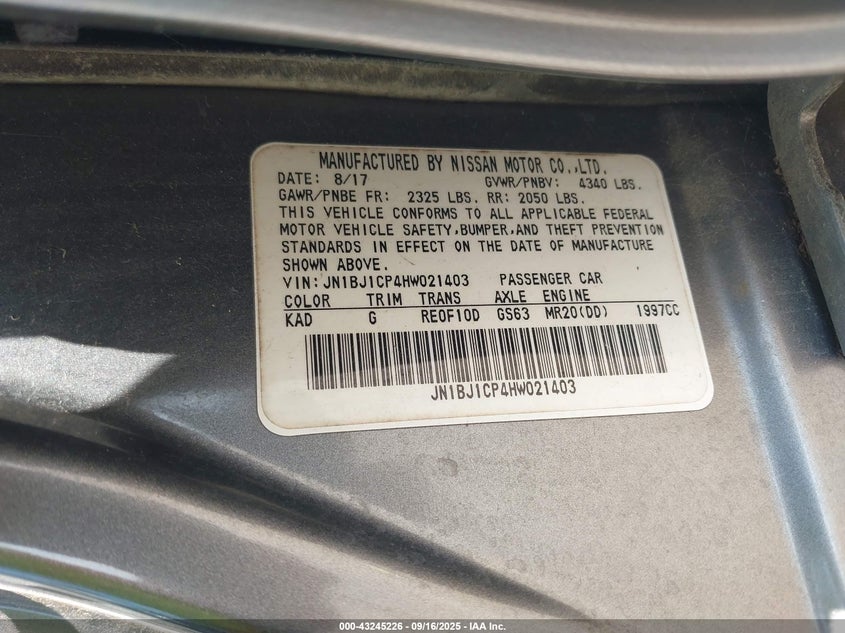 MANUFACTURED BY NISSAN MOTOR CO.,LTD.
DATE: 8/17 GVWR/PNBV: 4340 LBS.
GAWR/PNBE FR: 2325 LBS. RR: 2050 LBS.
THIS VEHICLE CONFORMS TO ALL APPLICABLE FEDERAL
MOTOR VEHICLE SAFETY,BUMPER,AND THEFT PREVENTION
STANDARDS IN EFFECT ON THE DATE OF MANUFACTURE
SHOWN ABOVE.
VIN:JN1BJ1CP4HW021403 PASSENGER CAR
COLOR TRIM TRANS AXLE ENGINE
KAD G RE0F10D GS63 MR20(DD) 1997CC
JN1BJ1CP4HW021403
000-43245226 - 09/16/2025 - IAA Inc.